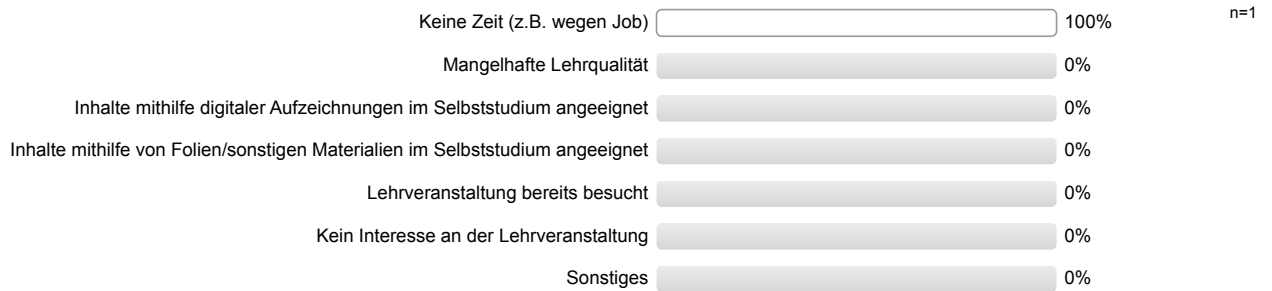 Keine Zeit (z.B. wegen Job) 100% n=1
Mangelhafte Lehrqualität 0%
Inhalte mithilfe digitaler Aufzeichnungen im Selbststudium angeeignet 0%
Inhalte mithilfe von Folien/sonstigen Materialien im Selbststudium angeeignet 0%
Lehrveranstaltung bereits besucht 0%
Kein Interesse an der Lehrveranstaltung 0%
Sonstiges 0%